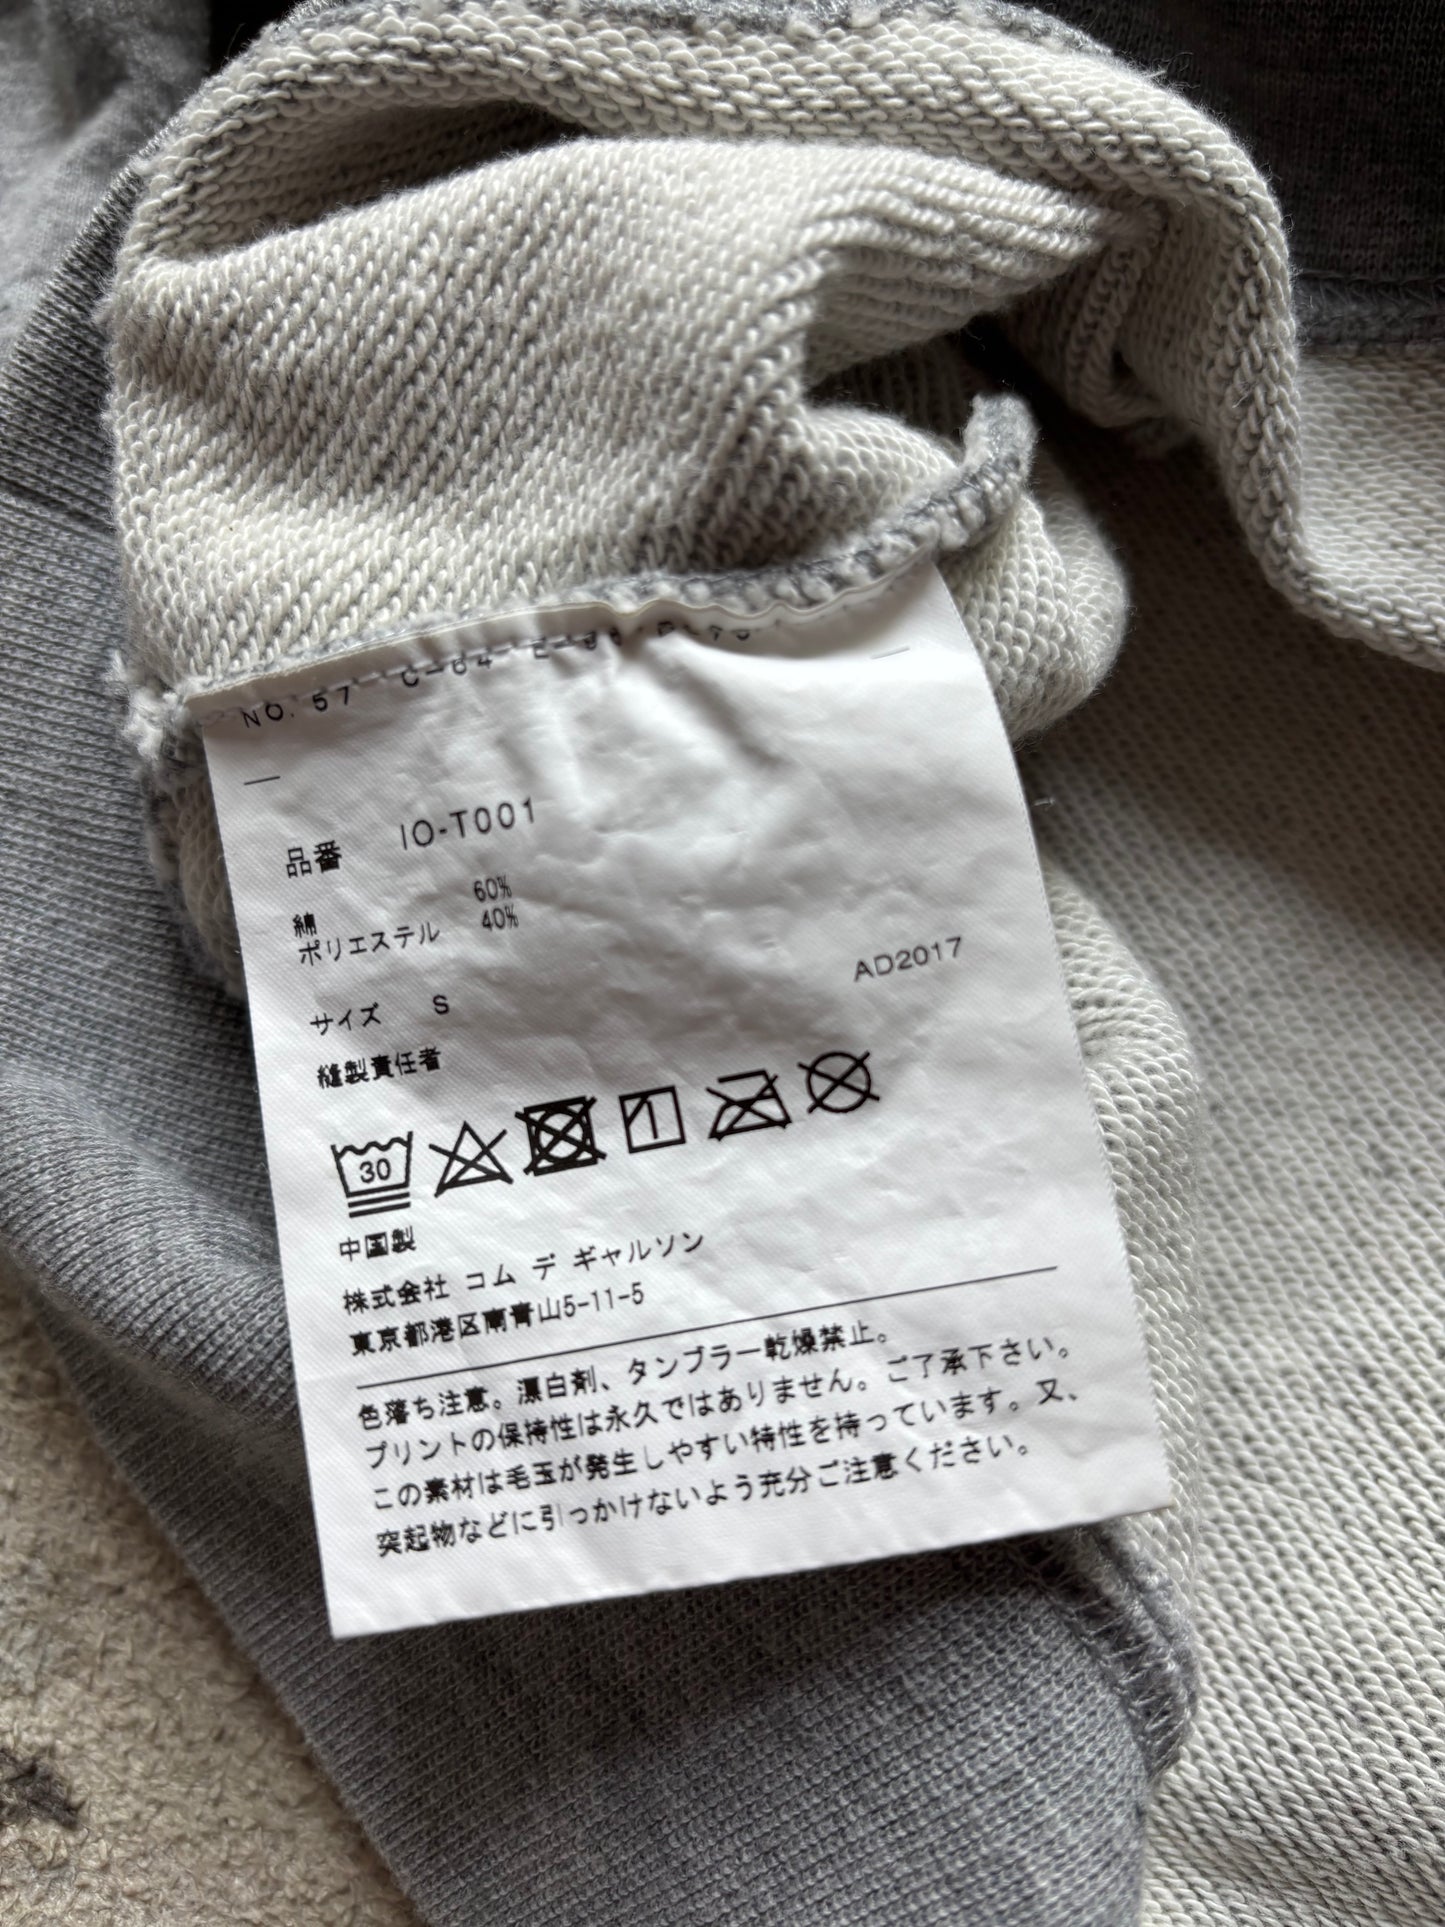 NO. 57 C-64
品番 IO-T001
綿 60%
ポリエステル 40%
AD2017
サイズ S
縫製責任者
30
中国製
株式会社 コム デ ギャルソン
東京都港区南青山5-11-5
色落ち注意。漂白剤、タンブラー乾燥禁止。
プリントの保持性は永久ではありません。ご了承下さい。
この素材は毛玉が発生しやすい特性を持っています。又、
突起物などに引っかけないよう充分ご注意ください。